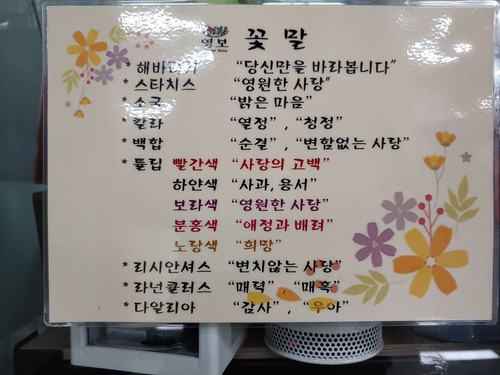 영보 꽃말
* 해바라기 “당신만을 바라봅니다”
* 스타치스 “영원한 사랑”
* 소국 “밝은 마음”
* 칼라 “열정”, “청정”
* 백합 “순결”, “변함없는 사랑”
* 튤립 빨간색 “사랑의 고백”
하얀색 “사과, 용서”
보라색 “영원한 사랑”
분홍색 “애정과 배려”
노랑색 “희망”
* 리시안셔스 “변치않는 사랑”
* 라넌큘러스 “매력”, “매혹”
* 다알리아 “감사”, “우아”